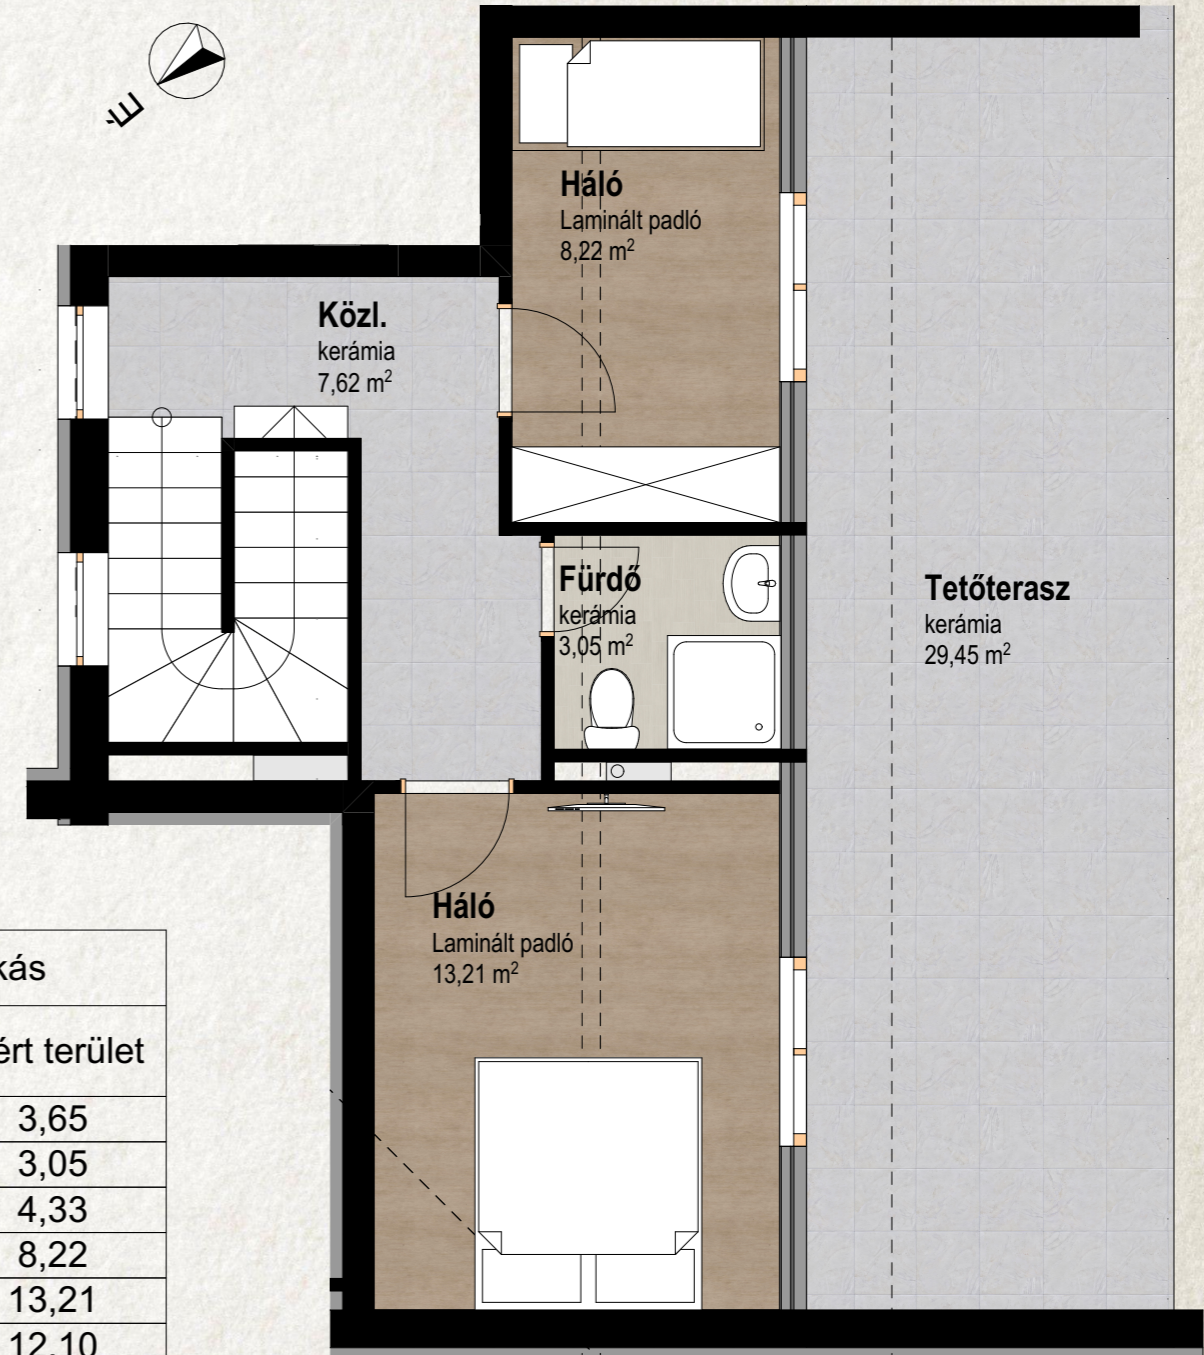 É
Háló
Laminált padló
8,22 m²
Közl.
kerámia
7,62 m²
Fürdő
kerámia
3,05 m²
Tetőterasz
kerámia
29,45 m²
Háló
Laminált padló
13,21 m²
kás
ért terület
3,65
3,05
4,33
8,22
13,21
12,10